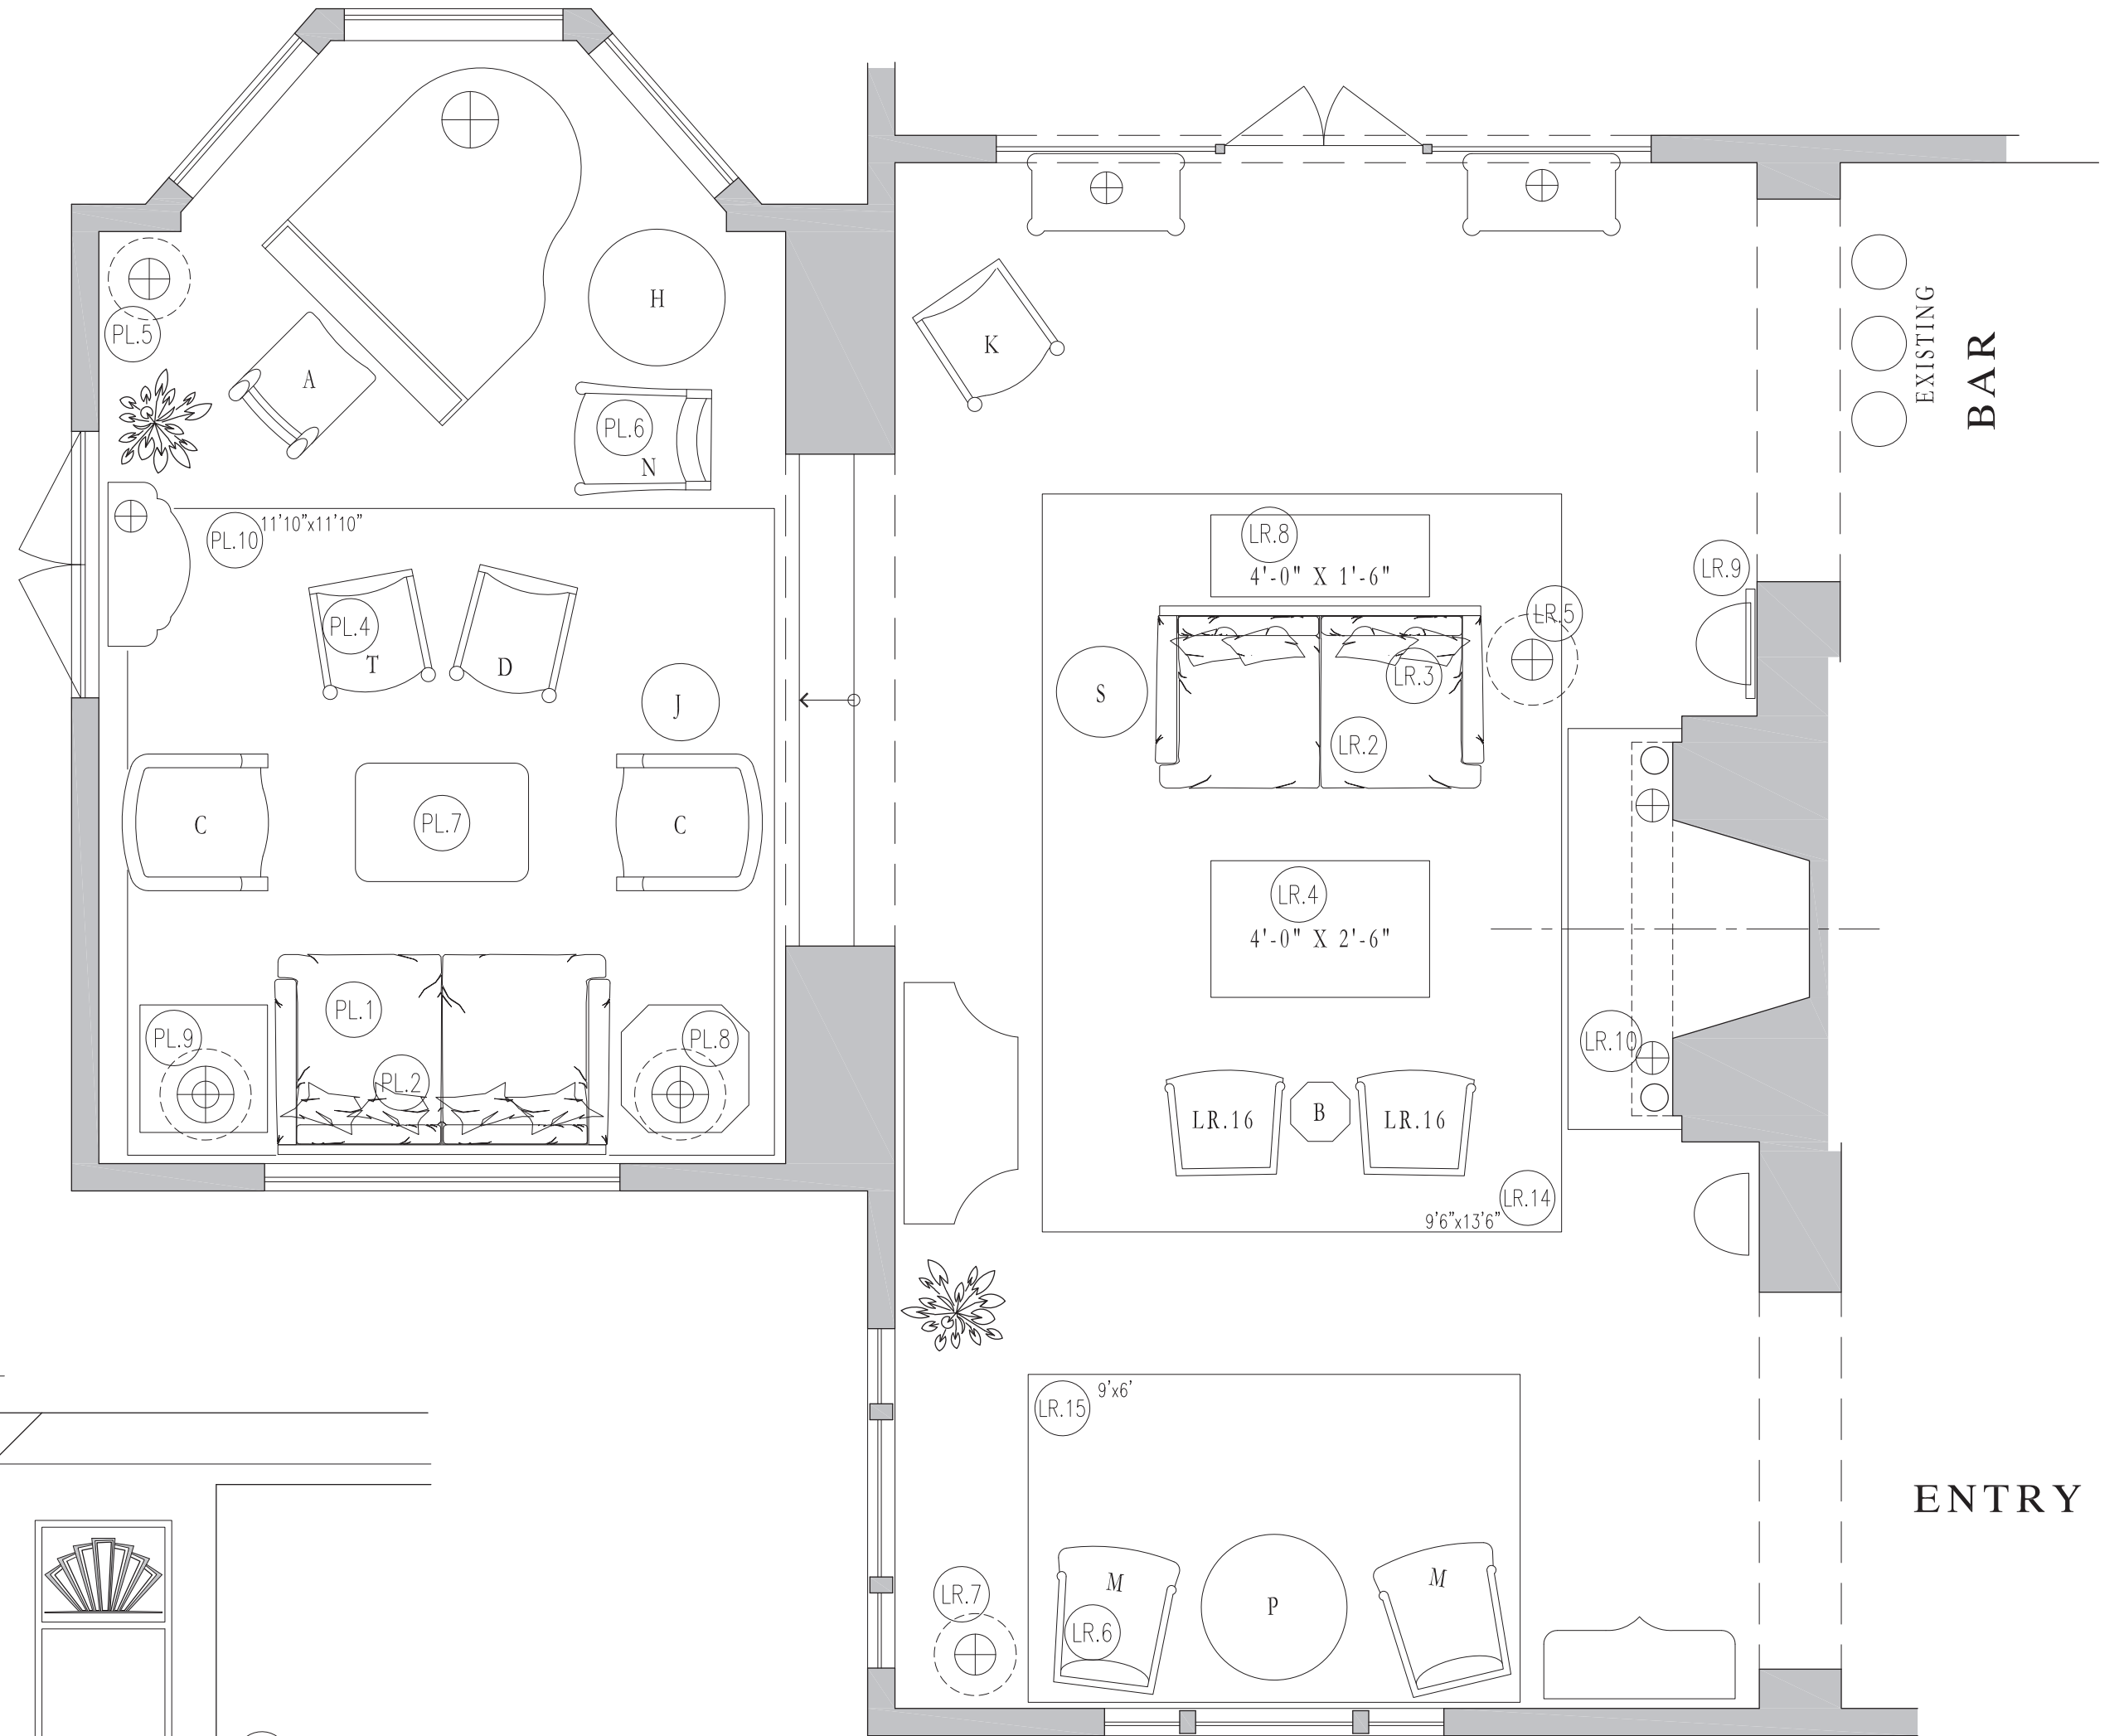 PL.5
H
A
PL.6
N
K
EXISTING
BAR
PL.10
11'10"x11'10"
PL.4
T
D
J
C
PL.7
C
PL.1
PL.9
PL.8
PL.2
LR.8
4'-0" X 1'-6"
LR.9
LR.5
S
LR.3
LR.2
LR.4
4'-0" X 2'-6"
LR.10
LR.16
B
LR.16
LR.14
9'6"x13'6"
LR.15
9'x6'
ENTRY
LR.7
M
LR.6
P
M